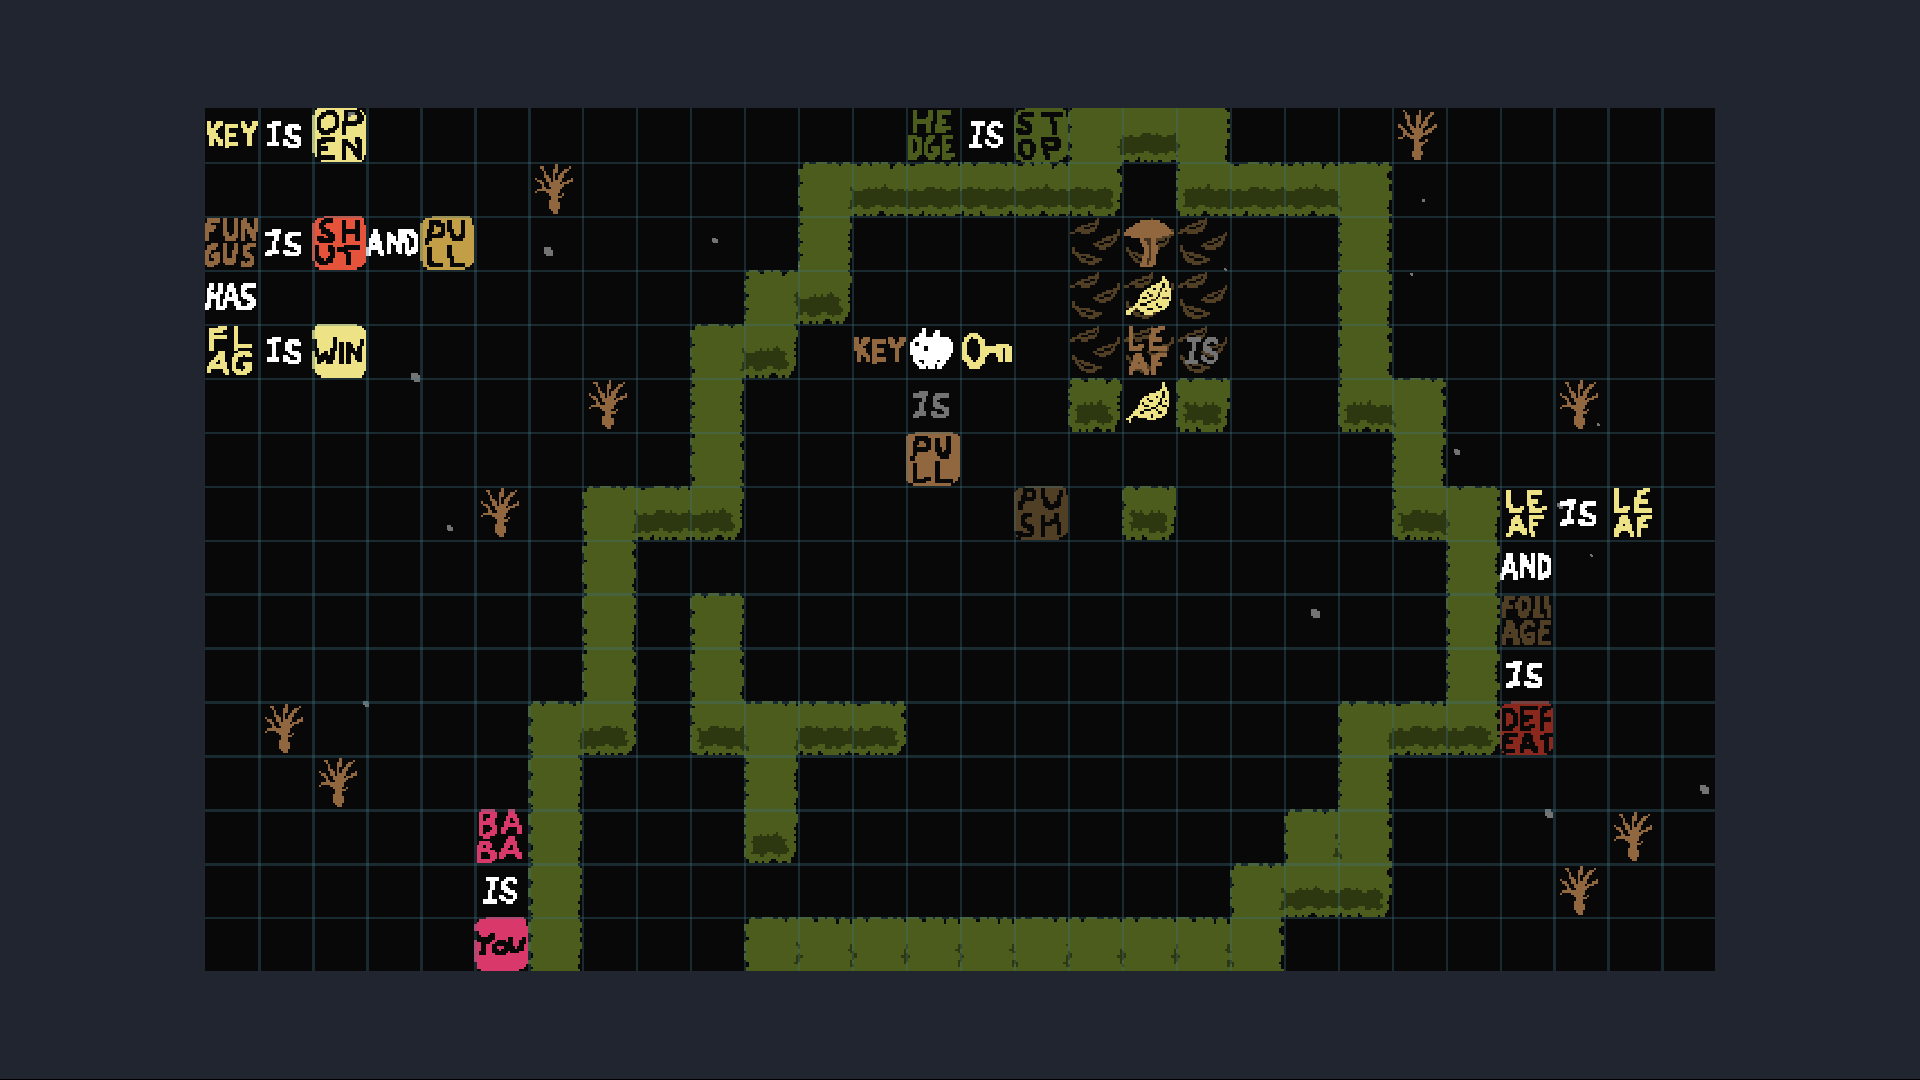 KEY IS OPEN HEDGE IS STOP
FUNGUS IS SHUT AND PULL
HAS
FLAG IS WIN KEY LEAF IS
IS
PULL
PUSH LEAF IS LEAF
AND
FOLIAGE
IS
DEFEAT
BABA
IS
YOU